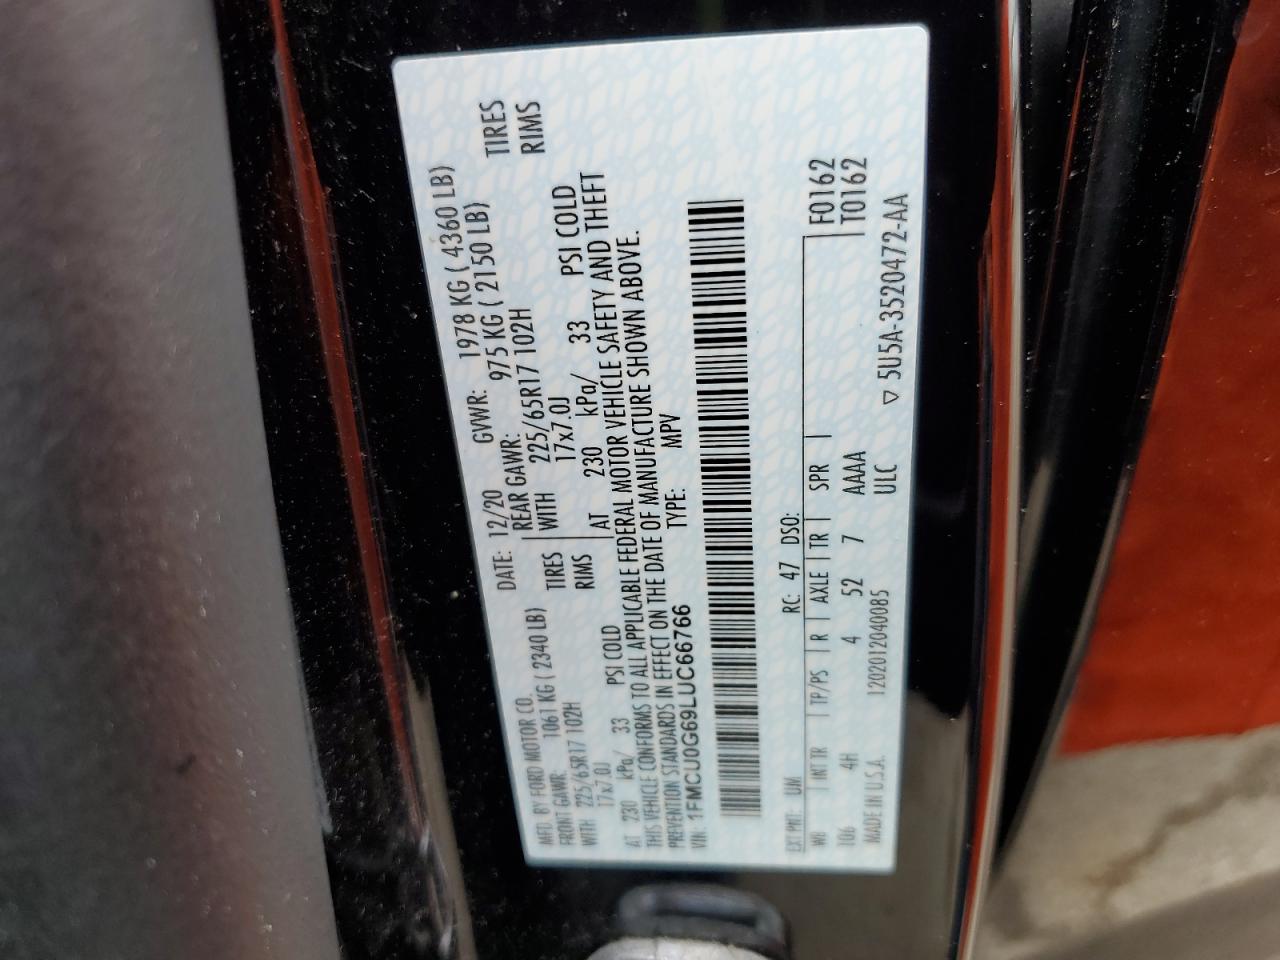 MFD. BY FORD MOTOR CO.
DATE: 12/20 GVWR: 1978 KG ( 4360 LB)
FRONT GAWR: 1061 KG ( 2340 LB) REAR GAWR: 975 KG ( 2150 LB)
WITH 225/65R17 102H TIRES WITH 225/65R17 102H TIRES
17x7.0J RIMS 17x7.0J RIMS
AT 230 kPa/ 33 PSI COLD AT 230 kPa/ 33 PSI COLD
THIS VEHICLE CONFORMS TO ALL APPLICABLE FEDERAL MOTOR VEHICLE SAFETY AND THEFT
PREVENTION STANDARDS IN EFFECT ON THE DATE OF MANUFACTURE SHOWN ABOVE.
VIN: 1FMCU0G69LUC66766 TYPE: MPV
EXT PNT: UM RC: 47 DSO:
WB INT TR TP/PS R AXLE TR SPR F0162
106 4H 4 52 7 AAAA T0162
MADE IN U.S.A. 1202012040085 ULC
▽ 5U5A-3520472-AA